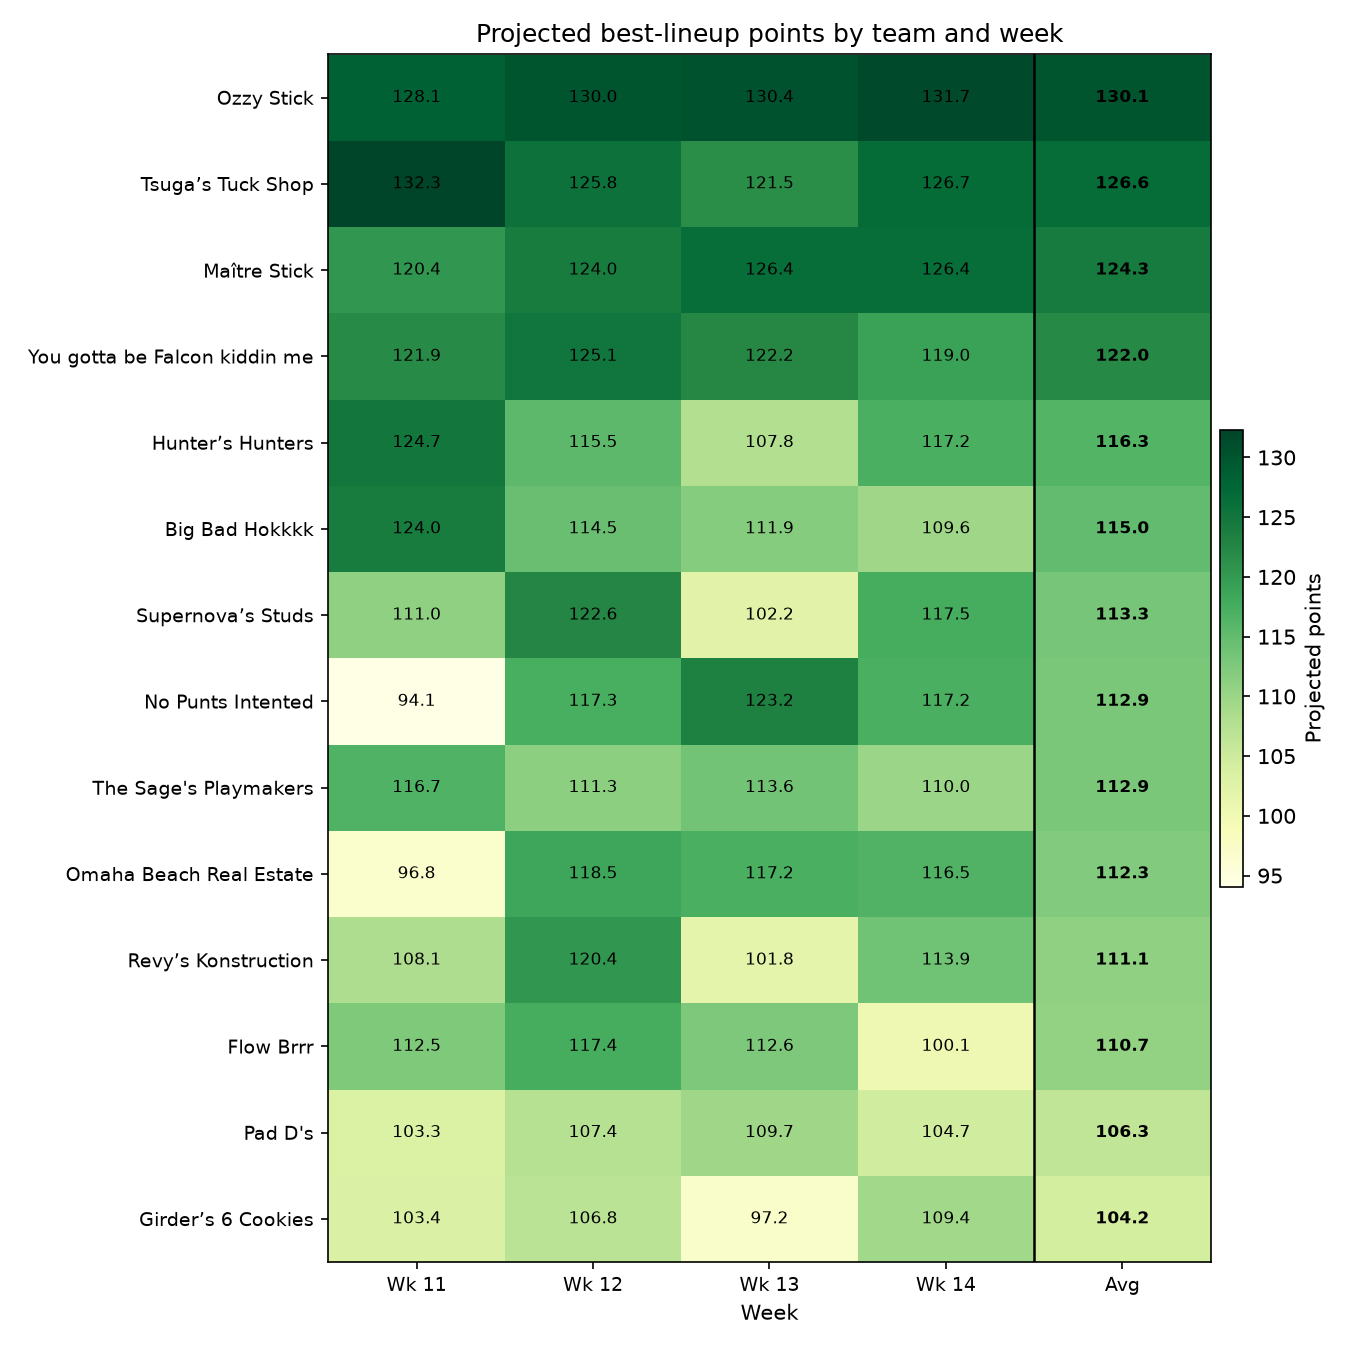 Projected best-lineup points by team and week
Ozzy Stick 128.1 130.0 130.4 131.7 130.1
Tsuga’s Tuck Shop 132.3 125.8 121.5 126.7 126.6
Maître Stick 120.4 124.0 126.4 126.4 124.3
You gotta be Falcon kiddin me 121.9 125.1 122.2 119.0 122.0
Hunter’s Hunters 124.7 115.5 107.8 117.2 116.3
Big Bad Hokkkk 124.0 114.5 111.9 109.6 115.0
Supernova’s Studs 111.0 122.6 102.2 117.5 113.3
No Punts Intented 94.1 117.3 123.2 117.2 112.9
The Sage's Playmakers 116.7 111.3 113.6 110.0 112.9
Omaha Beach Real Estate 96.8 118.5 117.2 116.5 112.3
Revy’s Konstruction 108.1 120.4 101.8 113.9 111.1
Flow Brrr 112.5 117.4 112.6 100.1 110.7
Pad D's 103.3 107.4 109.7 104.7 106.3
Girder’s 6 Cookies 103.4 106.8 97.2 109.4 104.2
Wk 11 Wk 12 Wk 13 Wk 14 Avg
Week
130
125
120
115
110
105
100
95
Projected points